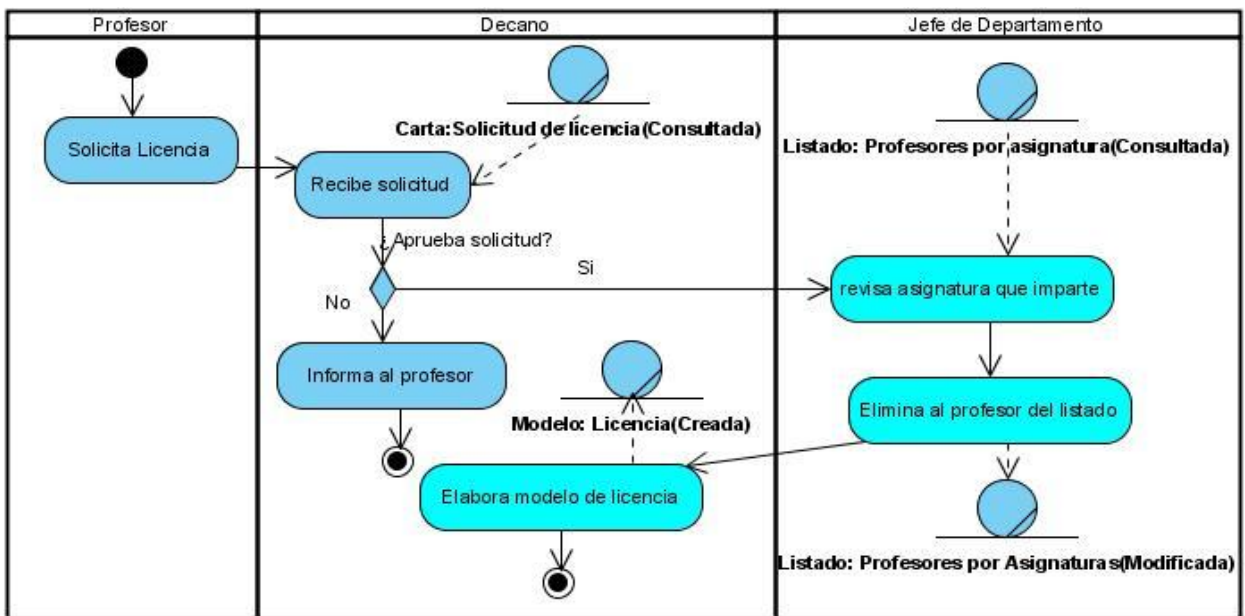 Profesor
Decano
Jefe de Departamento
Solicita Licencia
Carta:Solicitud de licencia(Consultada)
Listado: Profesores por asignatura(Consultada)
Recibe solicitud
¿Aprueba solicitud?
Si
No
revisa asignatura que imparte
Informa al profesor
Elimina al profesor del listado
Modelo: Licencia(Creada)
Elabora modelo de licencia
Listado: Profesores por Asignaturas(Modificada)